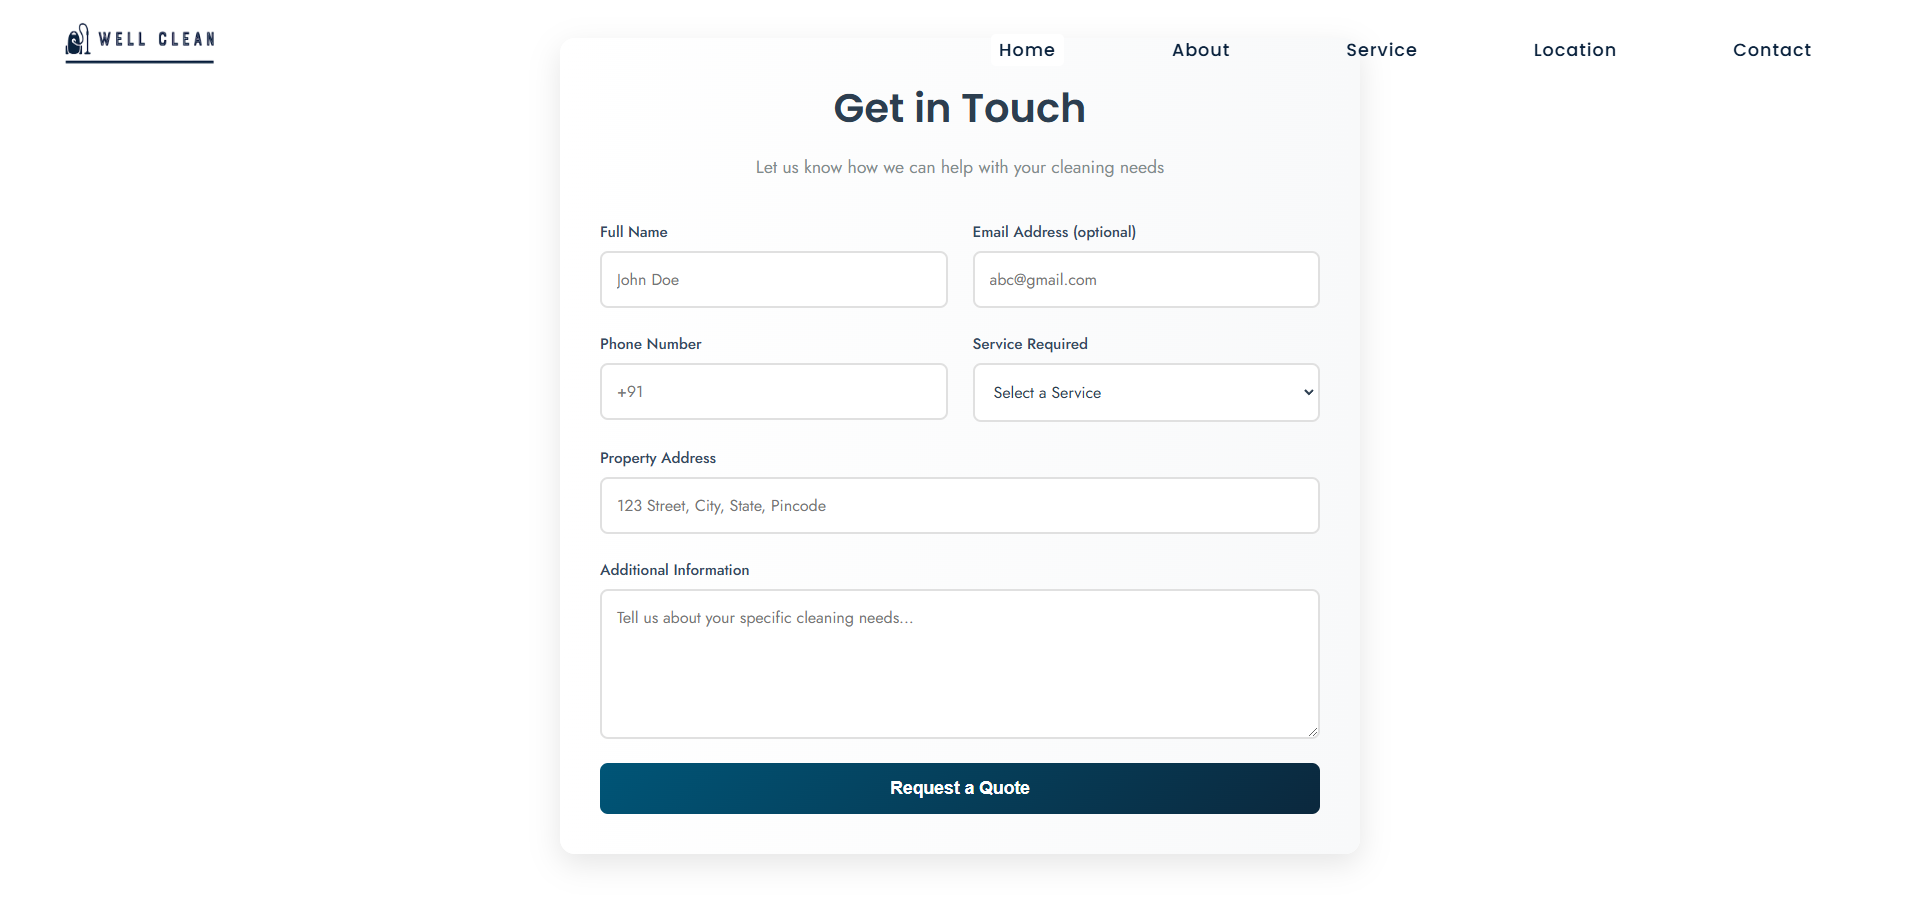 WELL CLEAN
Home About Service Location Contact
Get in Touch
Let us know how we can help with your cleaning needs
Full Name
John Doe
Email Address (optional)
abc@gmail.com
Phone Number
+91
Service Required
Select a Service
Property Address
123 Street, City, State, Pincode
Additional Information
Tell us about your specific cleaning needs...
Request a Quote